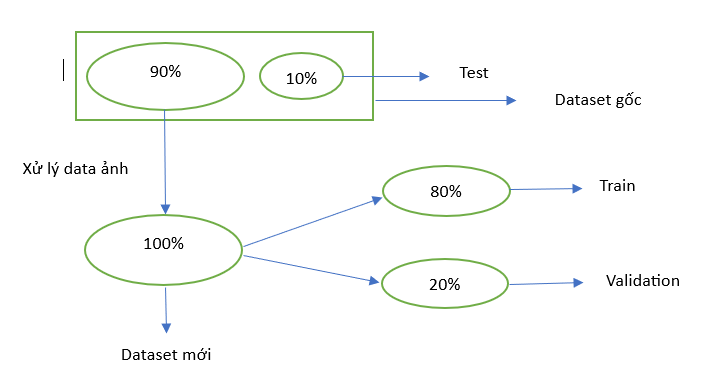 90%
10%
Test
Dataset gốc
Xử lý data ảnh
80%
Train
100%
20%
Validation
Dataset mới